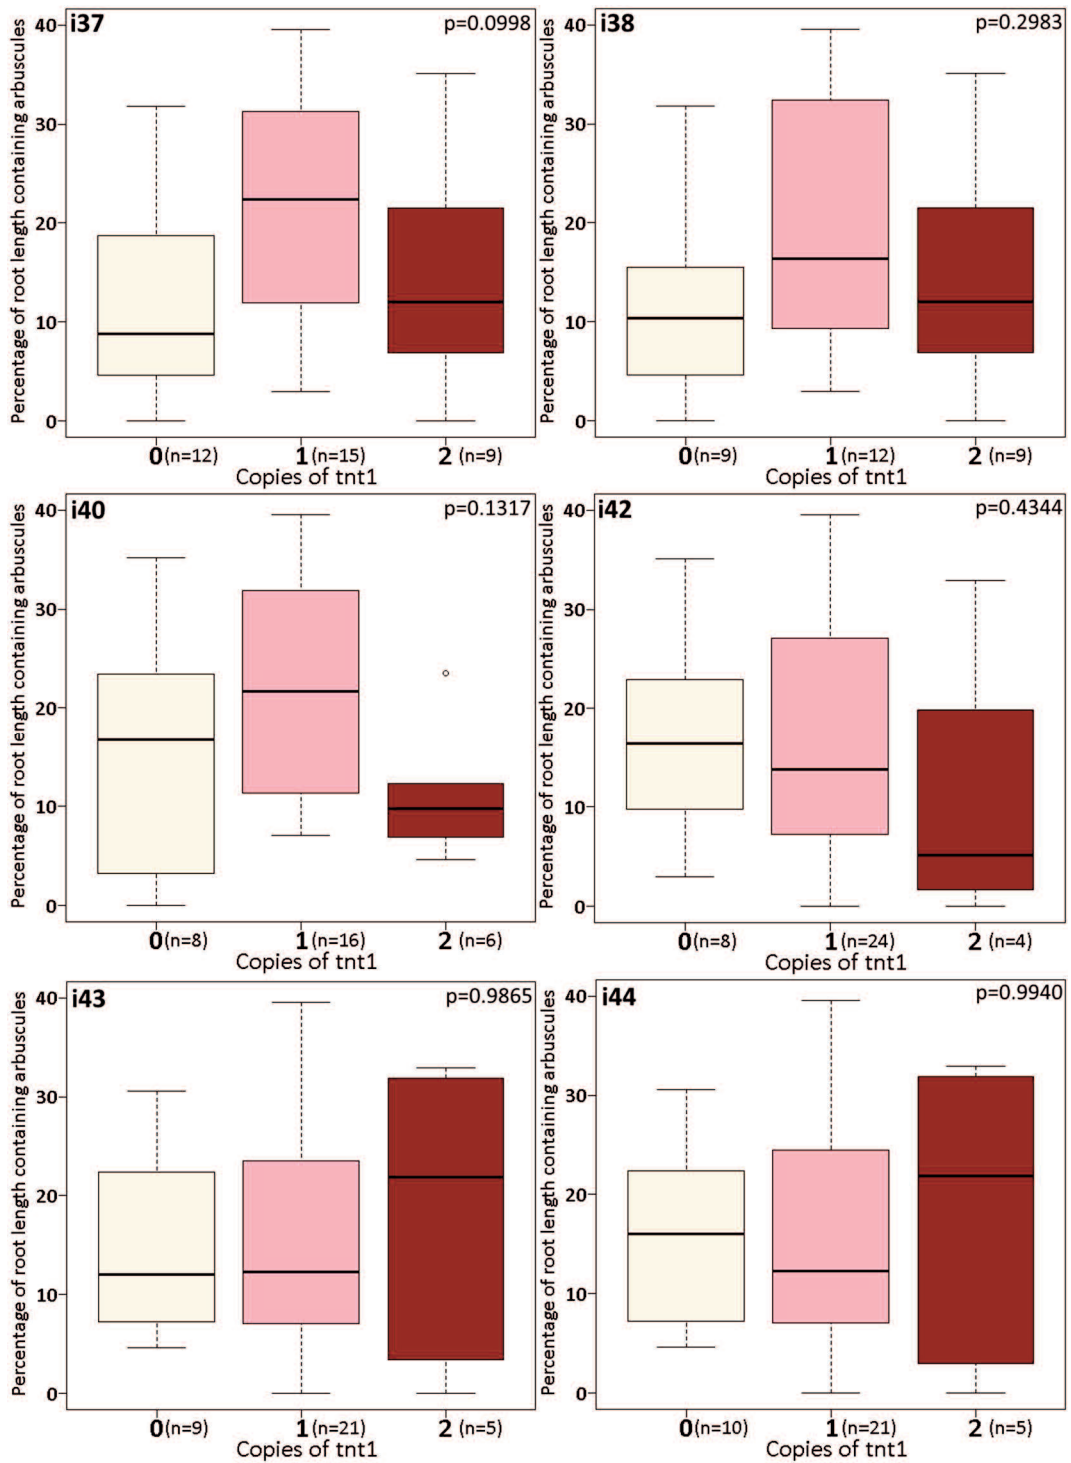 i37
p=0.0998
Percentage of root length containing arbuscules
40
30
20
10
0
0(n=12) 1(n=15) 2 (n=9)
Copies of tnt1
i38
p=0.2983
Percentage of root length containing arbuscules
40
30
20
10
0
0(n=9) 1(n=12) 2 (n=9)
Copies of tnt1
i40
p=0.1317
Percentage of root length containing arbuscules
40
30
20
10
0
0(n=8) 1(n=16) 2 (n=6)
Copies of tnt1
i42
p=0.4344
Percentage of root length containing arbuscules
40
30
20
10
0
0(n=8) 1(n=24) 2 (n=4)
Copies of tnt1
i43
p=0.9865
Percentage of root length containing arbuscules
40
30
20
10
0
0(n=9) 1(n=21) 2 (n=5)
Copies of tnt1
i44
p=0.9940
Percentage of root length containing arbuscules
40
30
20
10
0
0(n=10) 1(n=21) 2 (n=5)
Copies of tnt1